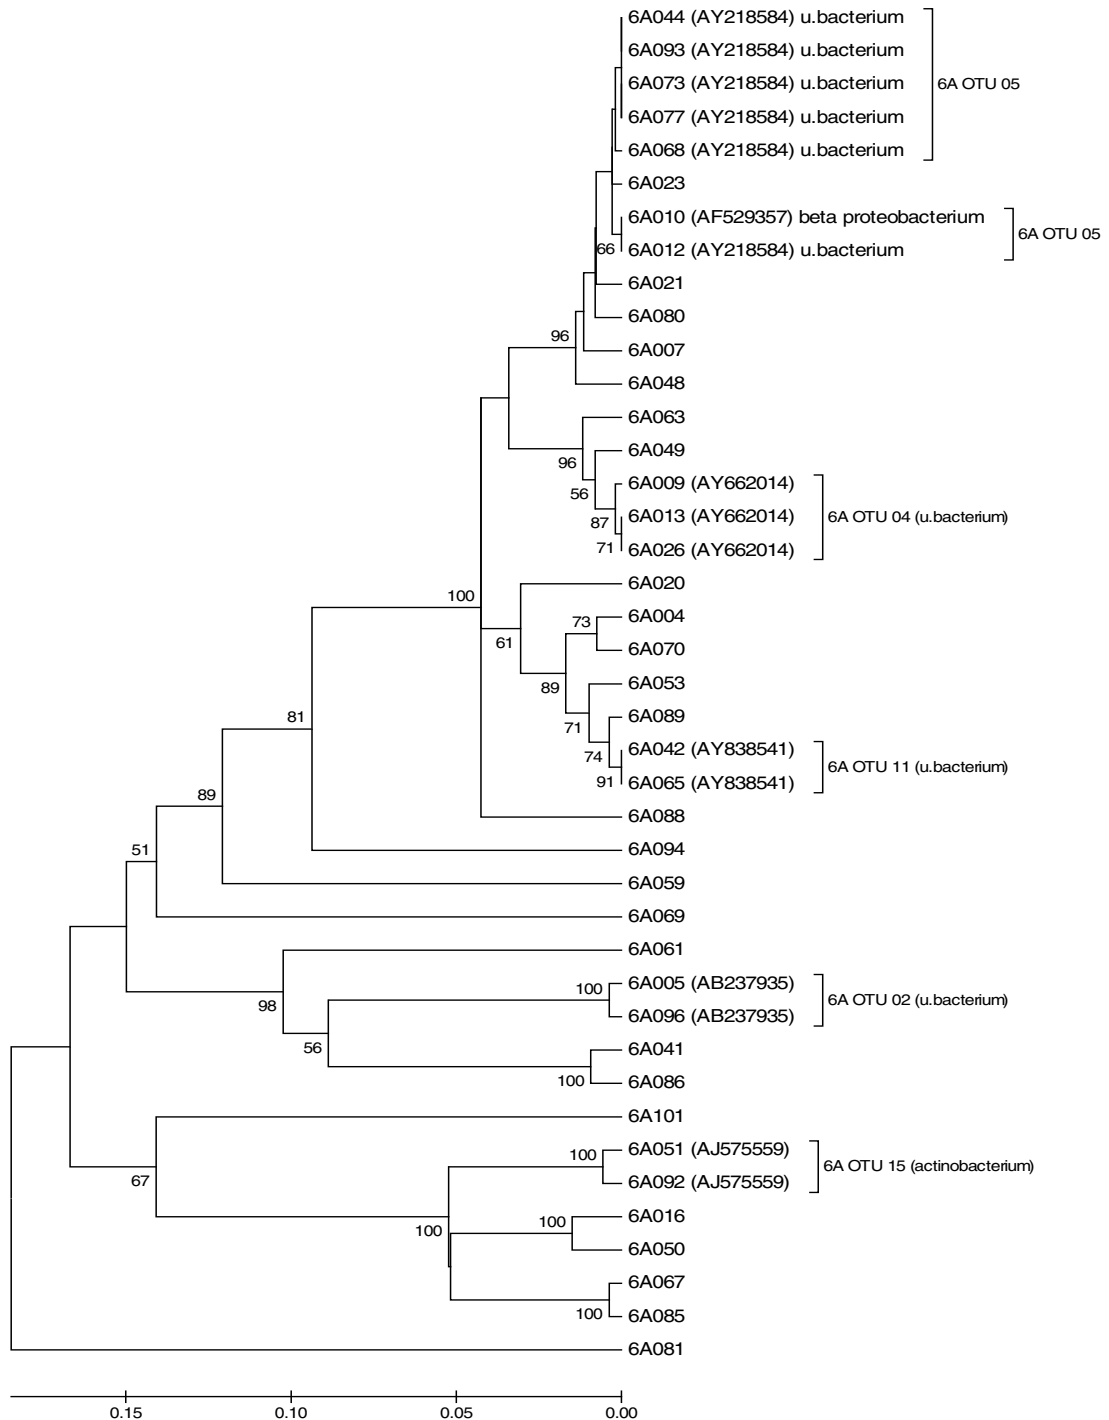 6A044 (AY218584) u.bacterium
6A093 (AY218584) u.bacterium
6A073 (AY218584) u.bacterium
6A OTU 05
6A077 (AY218584) u.bacterium
6A068 (AY218584) u.bacterium
6A023
6A010 (AF529357) beta proteobacterium
6A OTU 05
66
6A012 (AY218584) u.bacterium
6A021
6A080
96
6A007
6A048
6A063
6A049
96
6A009 (AY662014)
56
6A013 (AY662014)
6A OTU 04 (u.bacterium)
87
71
6A026 (AY662014)
6A020
100
6A004
73
61
6A070
6A053
89
6A089
81
71
6A042 (AY838541)
74
6A OTU 11 (u.bacterium)
91
6A065 (AY838541)
89
6A088
51
6A094
6A059
6A069
6A061
6A005 (AB237935)
100
98
6A OTU 02 (u.bacterium)
6A096 (AB237935)
56
6A041
100
6A086
6A101
6A051 (AJ575559)
100
6A OTU 15 (actinobacterium)
67
6A092 (AJ575559)
6A016
100
100
6A050
6A067
100
6A085
6A081
0.15
0.10
0.05
0.00